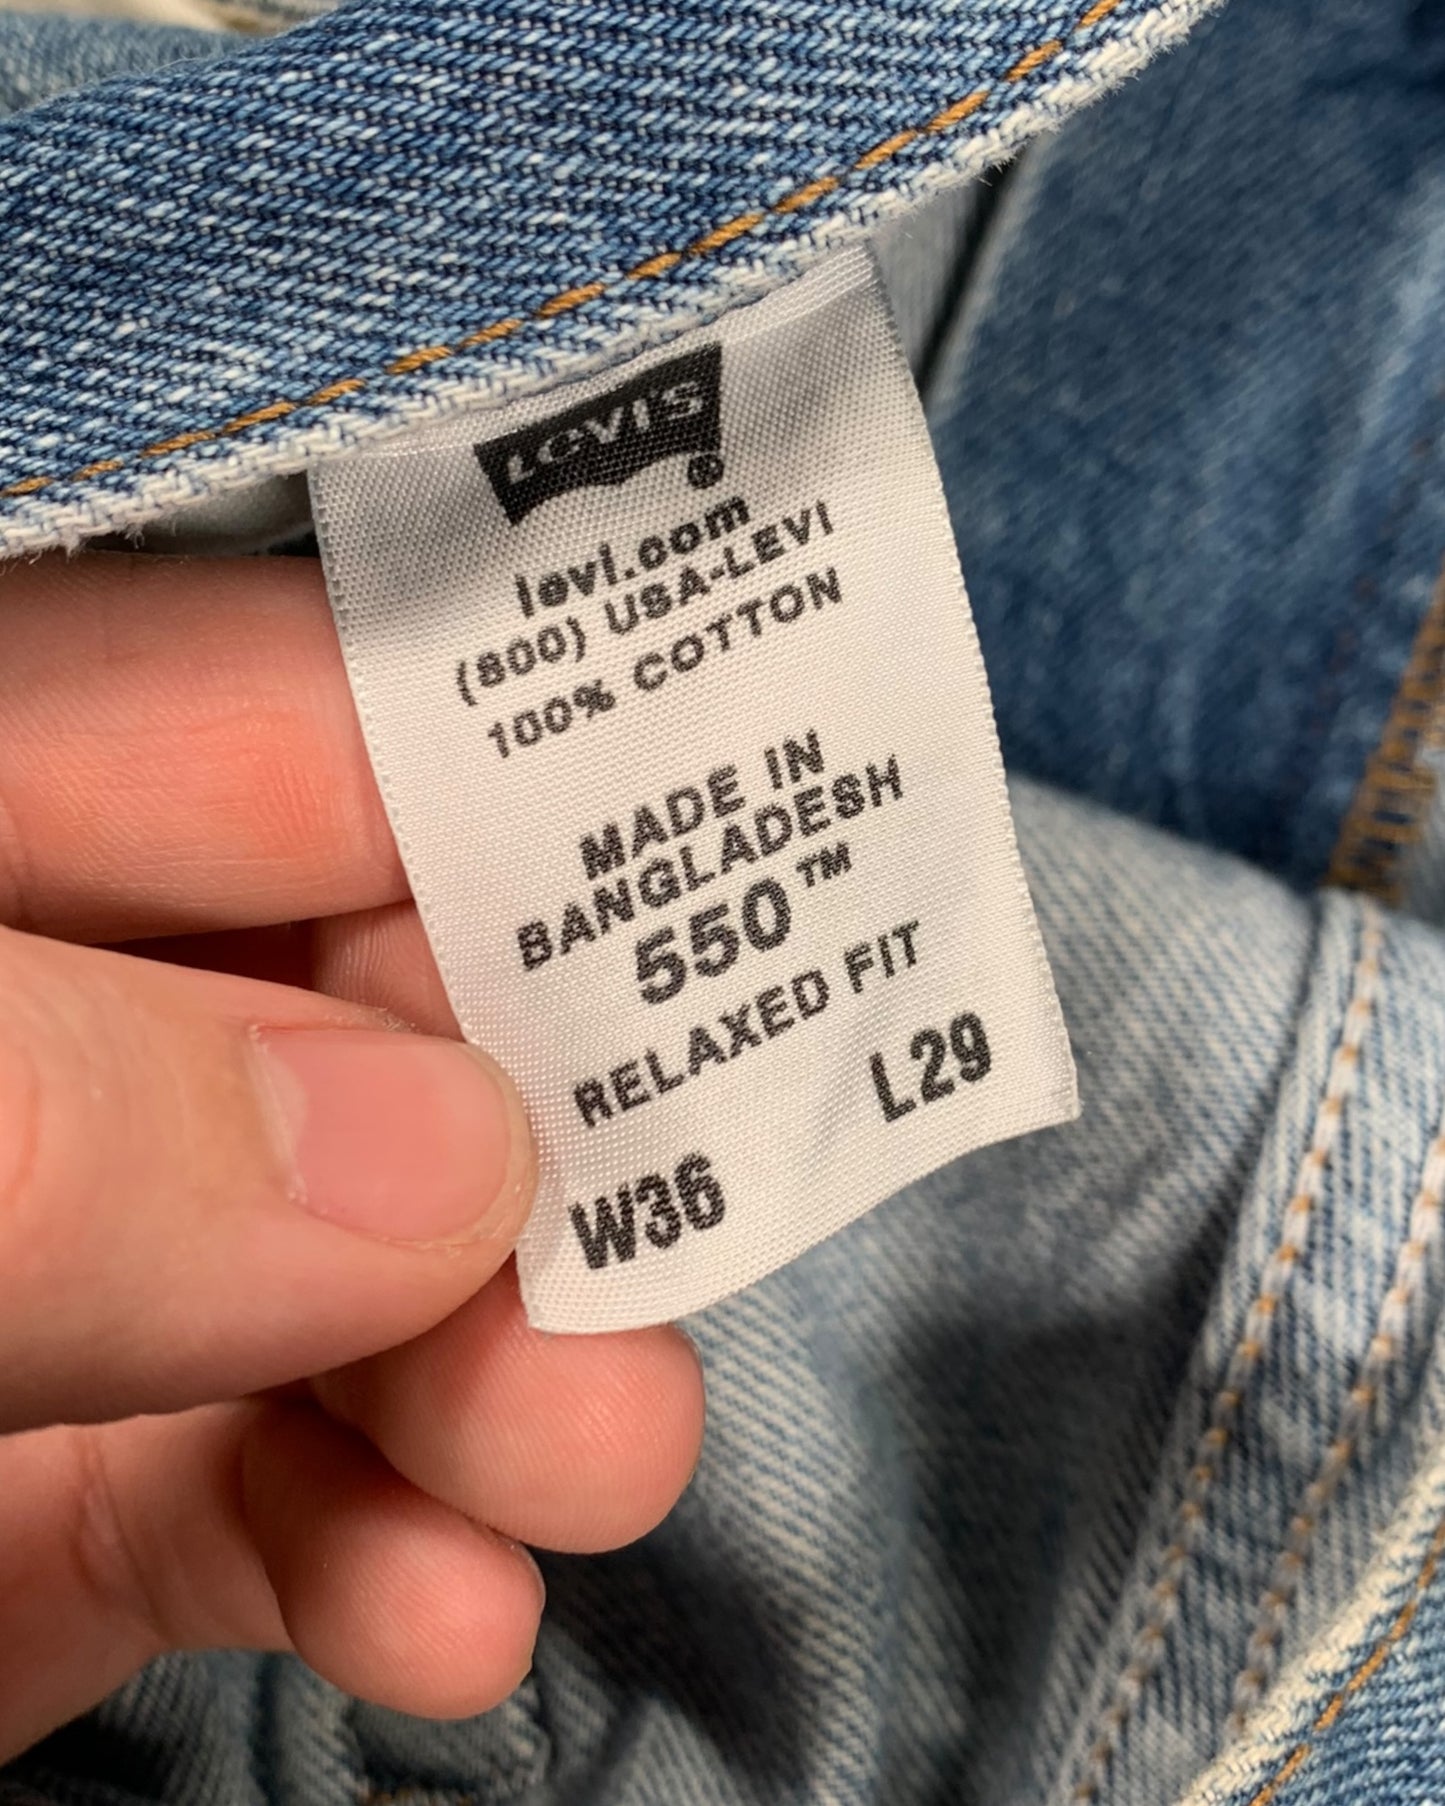 LEVI'S
®
levi.com
(800) USA-LEVI
100% COTTON
MADE IN
BANGLADESH
550™
RELAXED FIT
W36 L29